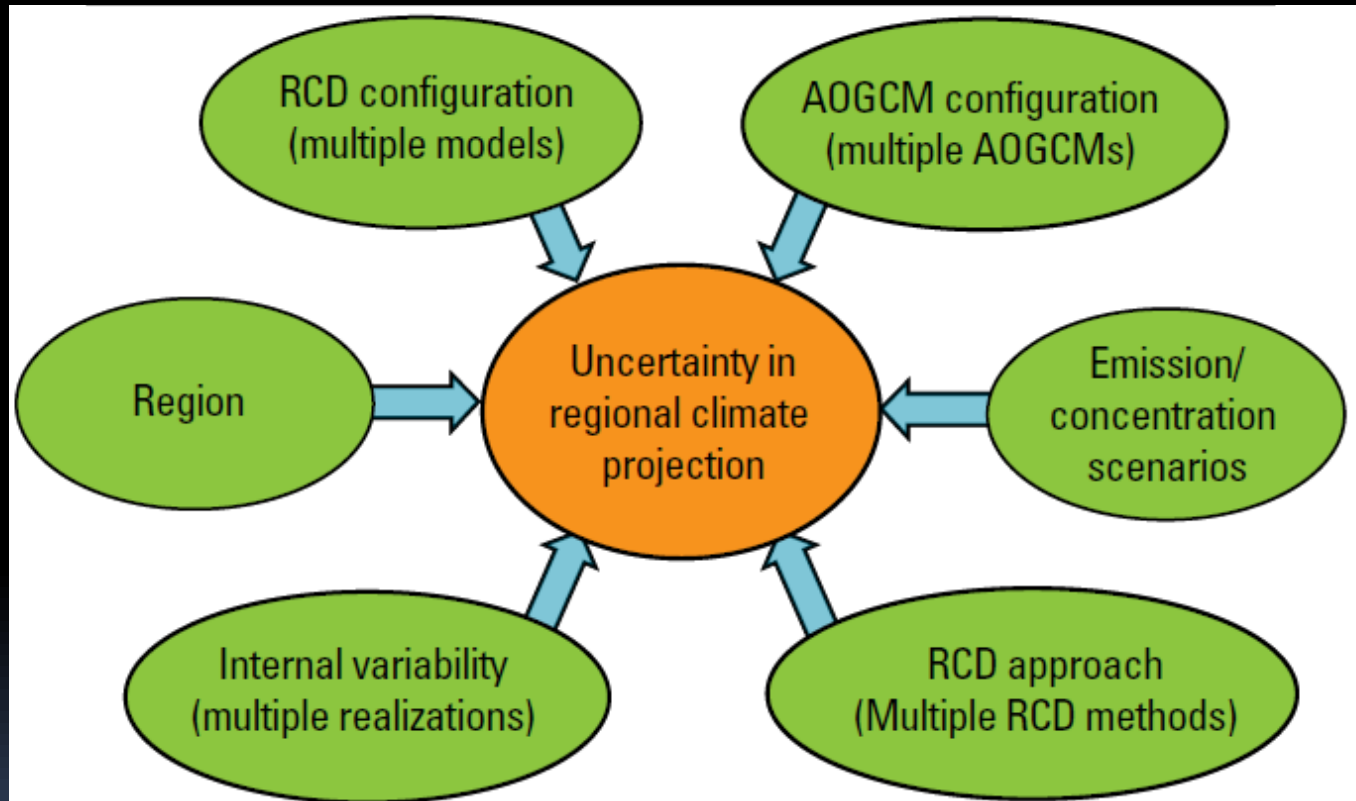 RCD configuration
(multiple models)
AOGCM configuration
(multiple AOGCMs)
Region
Uncertainty in
regional climate
projection
Emission/
concentration
scenarios
Internal variability
(multiple realizations)
RCD approach
(Multiple RCD methods)